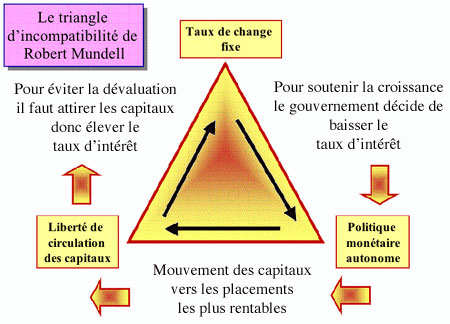 Le triangle
d'incompatibilité de
Robert Mundell
Taux de change
fixe
Pour éviter la dévaluation
il faut attirer les capitaux
donc élever le
taux d'intérêt
Pour soutenir la croissance
le gouvernement décide de
baisser le
taux d'intérêt
Liberté de
circulation
des capitaux
Politique
monétaire
autonome
Mouvement des capitaux
vers les placements
les plus rentables